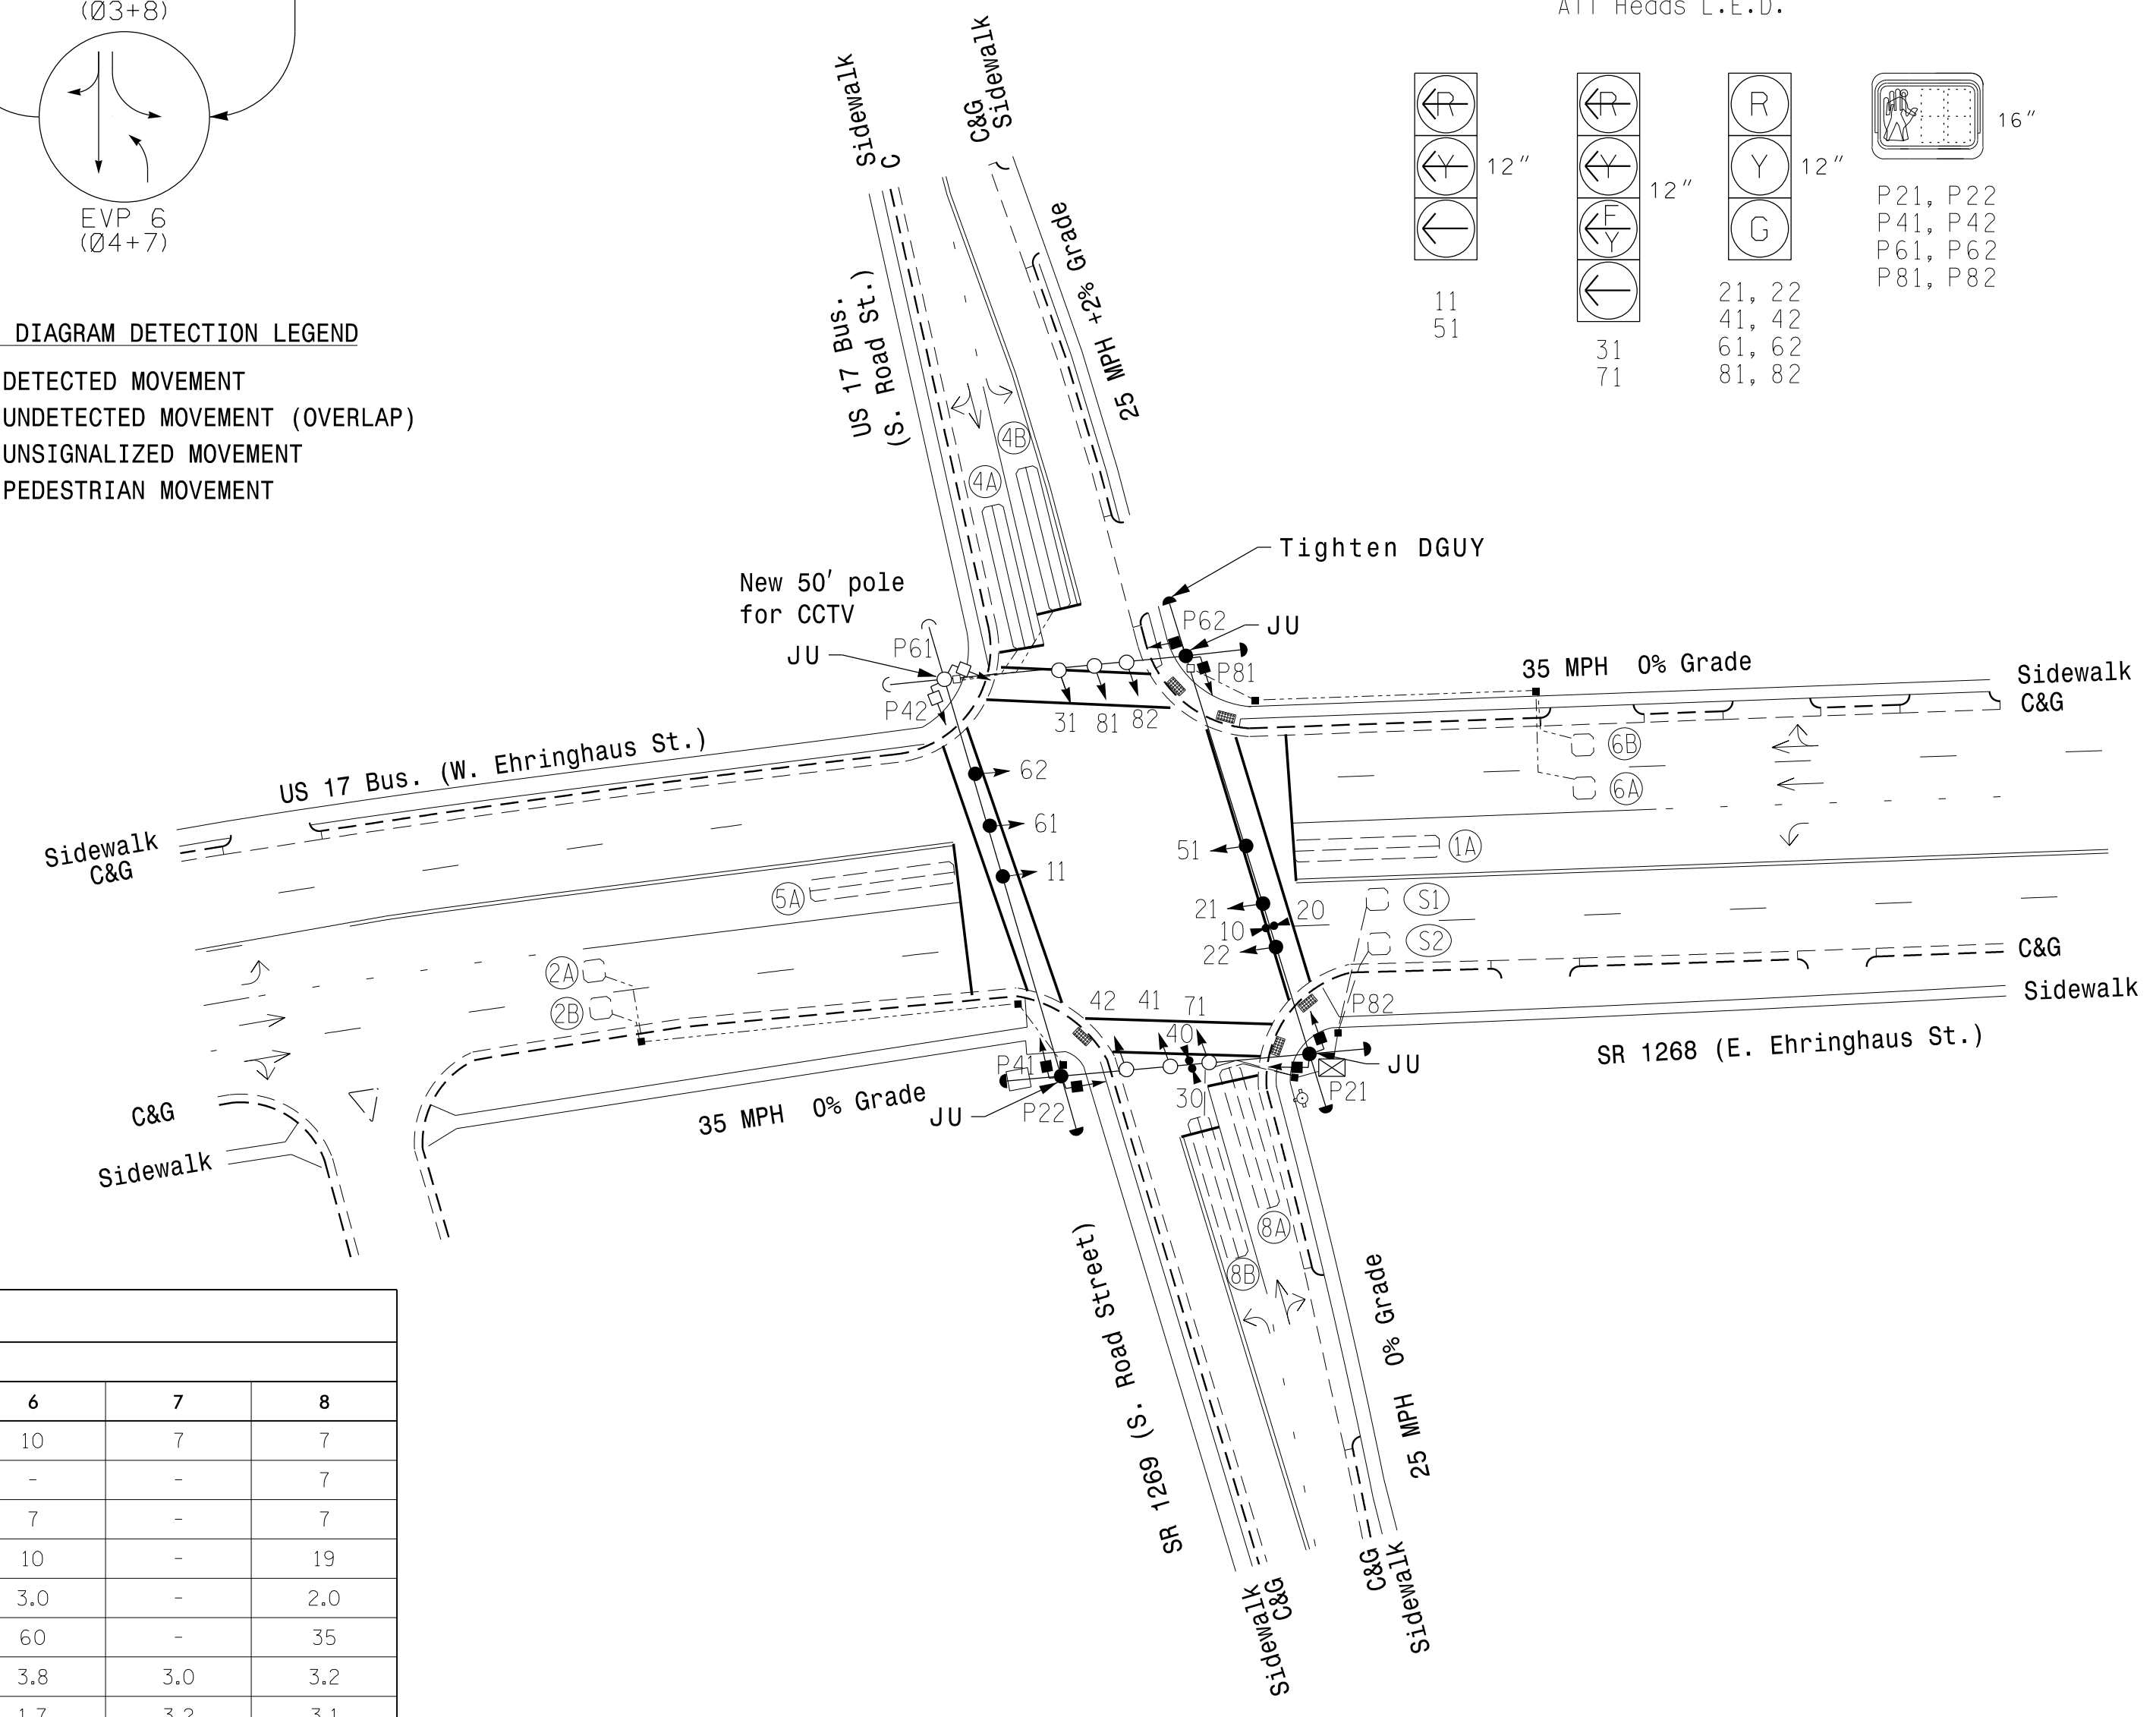 (Ø3+8)
EVP 6
(Ø4+7)
DIAGRAM DETECTION LEGEND
DETECTED MOVEMENT
UNDETECTED MOVEMENT (OVERLAP)
UNSIGNALIZED MOVEMENT
PEDESTRIAN MOVEMENT
All Heads L.E.D.
R
Y
12"
11
51
R
Y
F
Y
12"
31
71
R
Y
G
12"
21, 22
41, 42
61, 62
81, 82
16"
P21, P22
P41, P42
P61, P62
P81, P82
Sidewalk
C
C&G
Sidewalk
US 17 Bus.
(S. Road St.)
25 MPH +2% Grade
4B
4A
Tighten DGUY
New 50' pole
for CCTV
JU
P61
P42
P62
JU
P81
31
81
82
35 MPH 0% Grade
Sidewalk
C&G
US 17 Bus. (W. Ehringhaus St.)
Sidewalk
C&G
62
61
11
51
21
20
10
22
6B
6A
1A
S1
S2
5A
2A
2B
C&G
Sidewalk
SR 1268 (E. Ehringhaus St.)
42
41
71
40
30
P82
P41
P22
JU
P21
JU
35 MPH 0% Grade
C&G
Sidewalk
8A
8B
SR 1269 (S. Road Street)
25 MPH 0% Grade
Sidewalk
C&G
C&G
Sidewalk
6 7 8
10 7 7
- - 7
7 - 7
10 - 19
3.0 - 2.0
60 - 35
3.8 3.0 3.2
1.7 3.2 3.1